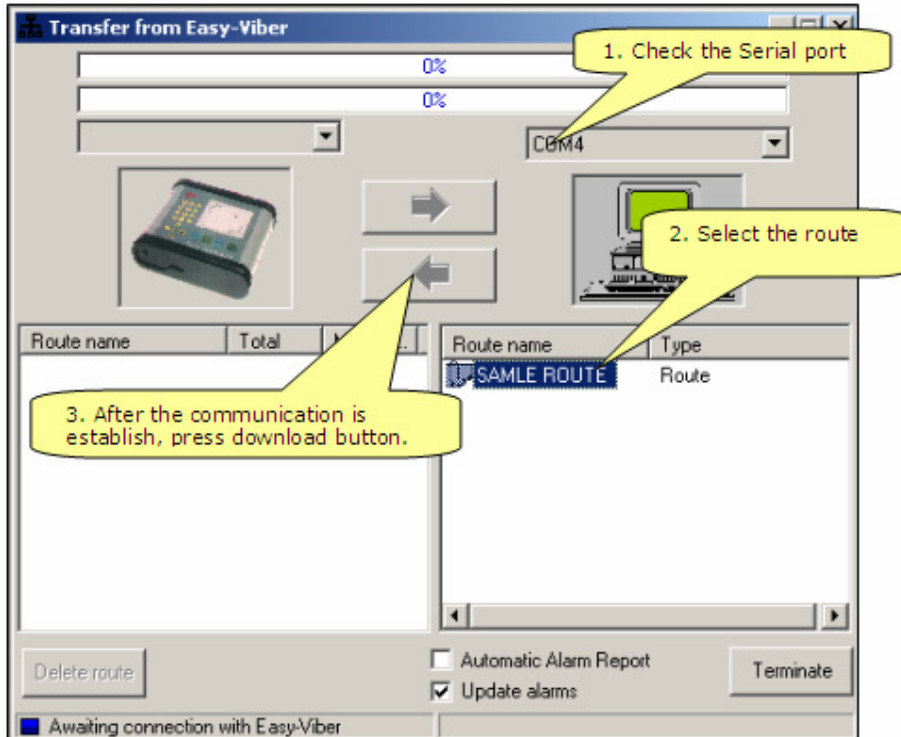 Transfer from Easy-Viber
1. Check the Serial port
0%
0%
COM4
2. Select the route
Route name Total
Route name Type
SAMLE ROUTE Route
3. After the communication is
establish, press download button.
Delete route
Automatic Alarm Report
Update alarms
Terminate
Awaiting connection with Easy-Viber